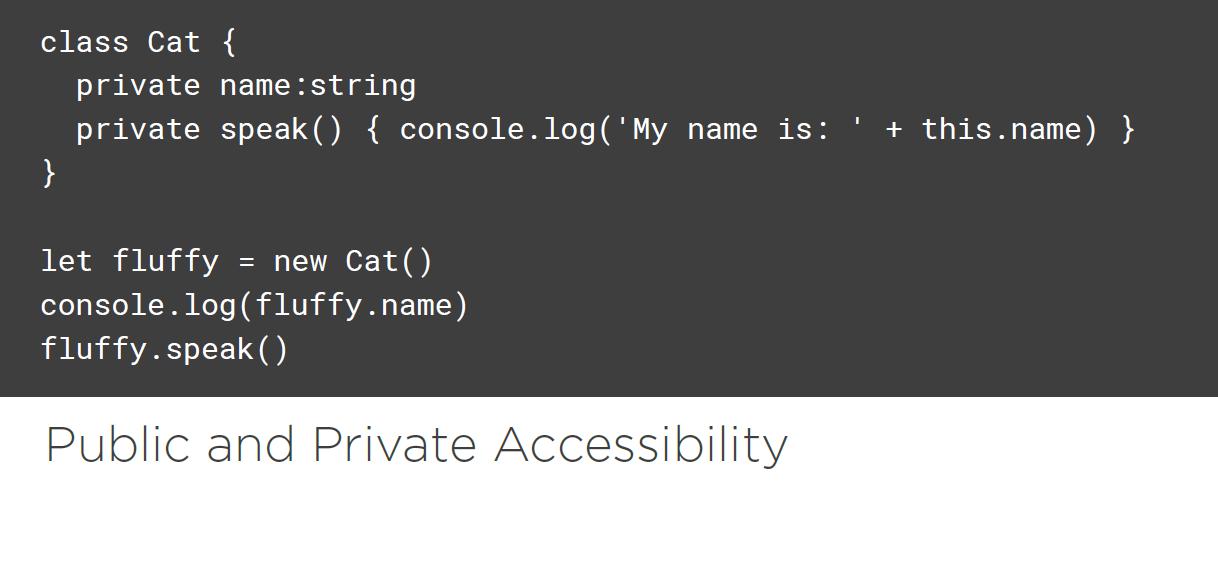 class Cat {
  private name:string
  private speak() { console.log('My name is: ' + this.name) }
}
let fluffy = new Cat()
console.log(fluffy.name)
fluffy.speak()
Public and Private Accessibility